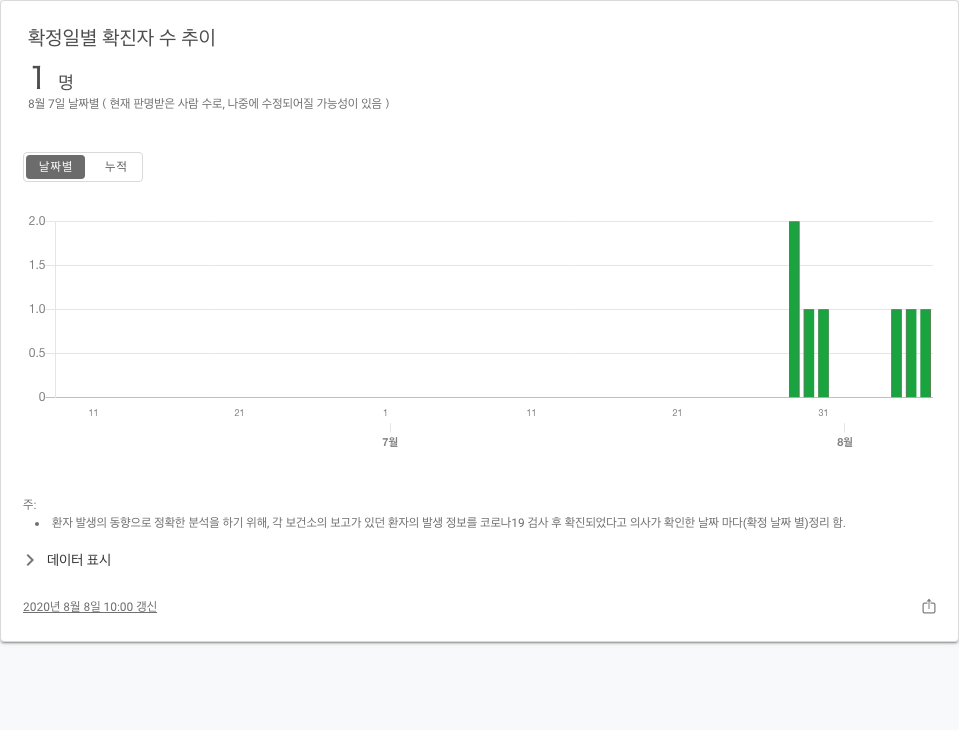 확정일별 확진자 수 추이
1 명
8월 7일 날짜별 ( 현재 판명받은 사람 수로, 나중에 수정되어질 가능성이 있음 )
날짜별 누적
2.0
1.5
1.0
0.5
0
11 21 1 11 21 31
7월 8월
주:
• 환자 발생의 동향으로 정확한 분석을 하기 위해, 각 보건소의 보고가 있던 환자의 발생 정보를 코로나19 검사 후 확진되었다고 의사가 확인한 날짜 마다(확정 날짜 별)정리 함.
데이터 표시
2020년 8월 8일 10:00 갱신